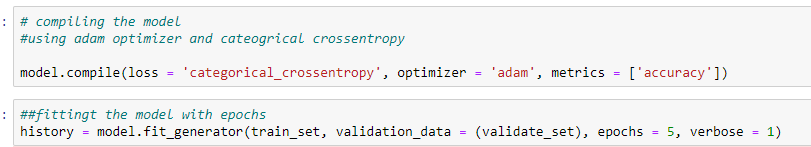 : # compiling the model
#using adam optimizer and cateogrical crossentropy
model.compile(loss = 'categorical_crossentropy', optimizer = 'adam', metrics = ['accuracy'])
: ##fittingt the model with epochs
history = model.fit_generator(train_set, validation_data = (validate_set), epochs = 5, verbose = 1)